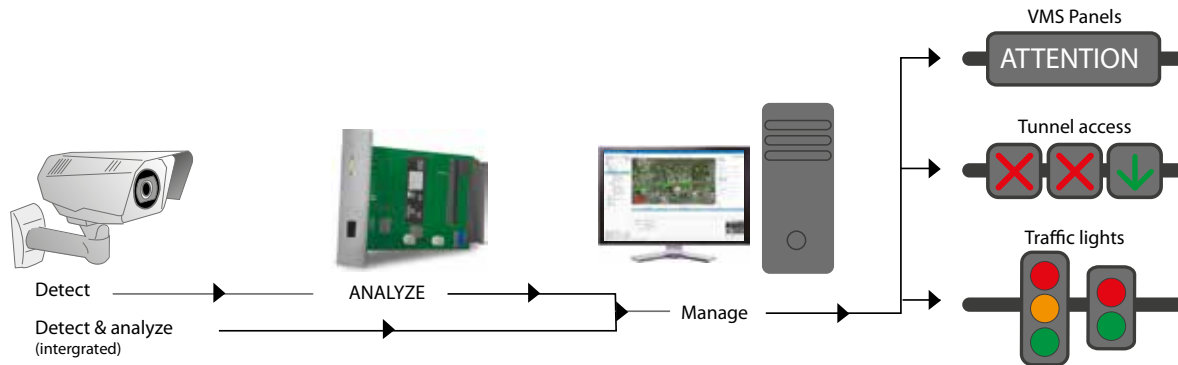 VMS Panels
ATTENTION
Tunnel access
Traffic lights
Detect
ANALYZE
Manage
Detect & analyze
(intergrated)